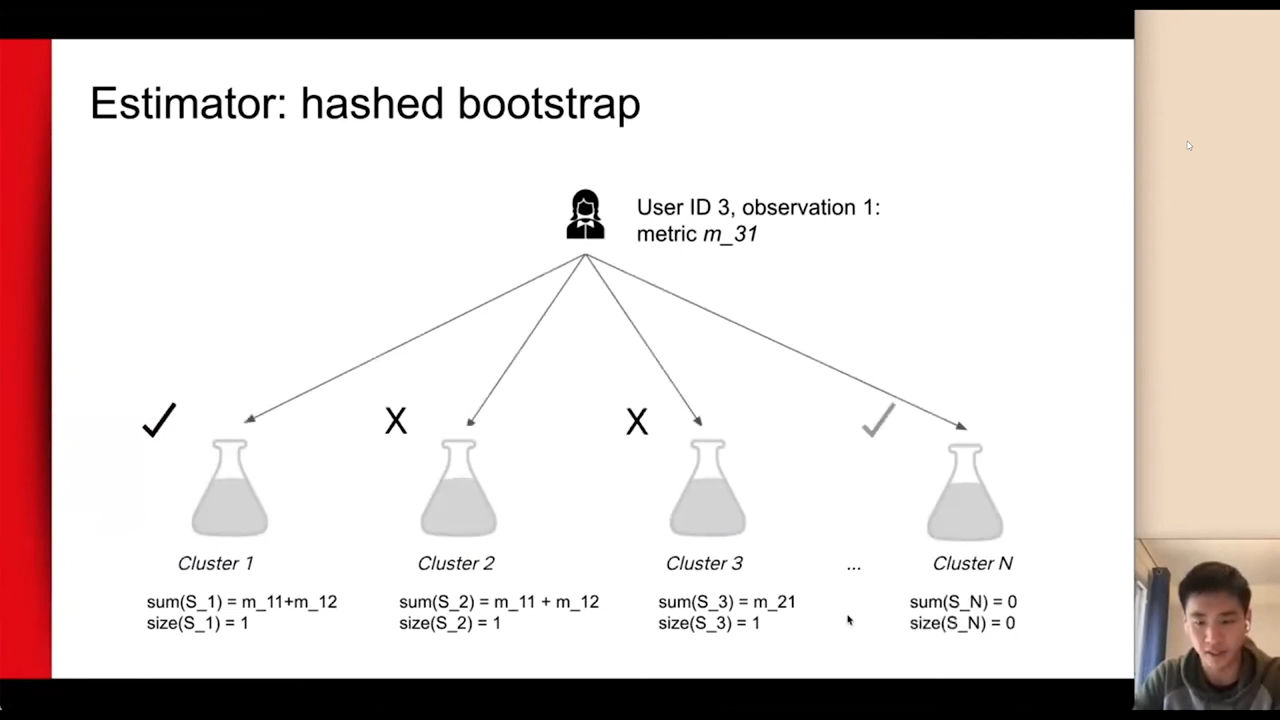 Estimator: hashed bootstrap
User ID 3, observation 1:
metric m_31
X
X
Cluster 1
Cluster 2
Cluster 3
...
Cluster N
sum(S_1) = m_11+m_12
size(S_1) = 1
sum(S_2) = m_11 + m_12
size(S_2) = 1
sum(S_3) = m_21
size(S_3) = 1
sum(S_N) = 0
size(S_N) = 0